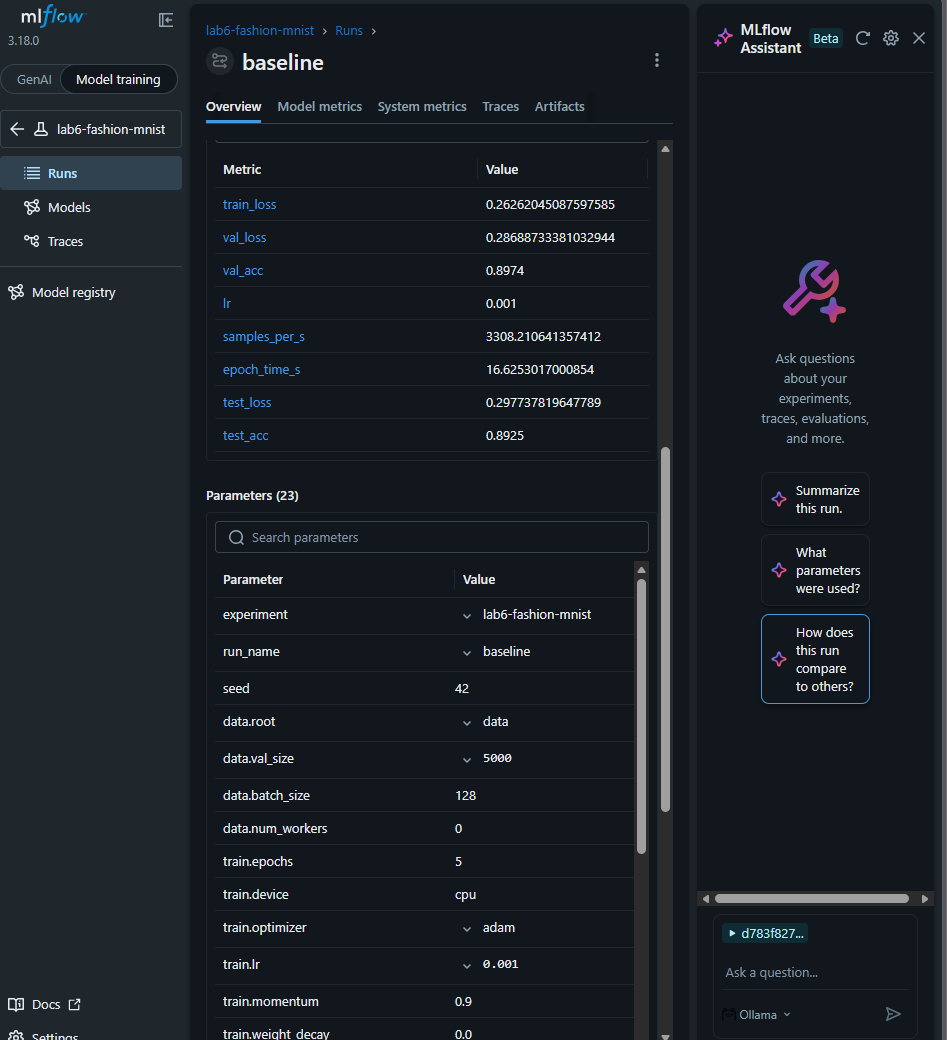 mlflow
3.18.0
GenAI Model training
lab6-fashion-mnist
Runs
Models
Traces
Model registry
Docs
Settings
lab6-fashion-mnist > Runs >
baseline
Overview Model metrics System metrics Traces Artifacts
Metric Value
train_loss 0.26262045087597585
val_loss 0.28688733381032944
val_acc 0.8974
lr 0.001
samples_per_s 3308.210641357412
epoch_time_s 16.6253017000854
test_loss 0.297737819647789
test_acc 0.8925
Parameters (23)
Search parameters
Parameter Value
experiment lab6-fashion-mnist
run_name baseline
seed 42
data.root data
data.val_size 5000
data.batch_size 128
data.num_workers 0
train.epochs 5
train.device cpu
train.optimizer adam
train.lr 0.001
train.momentum 0.9
train.weight_decay 0.0
MLflow
Assistant
Beta
Ask questions
about your
experiments,
traces, evaluations,
and more.
Summarize
this run.
What
parameters
were used?
How does
this run
compare
to others?
d783f827...
Ask a question...
Ollama